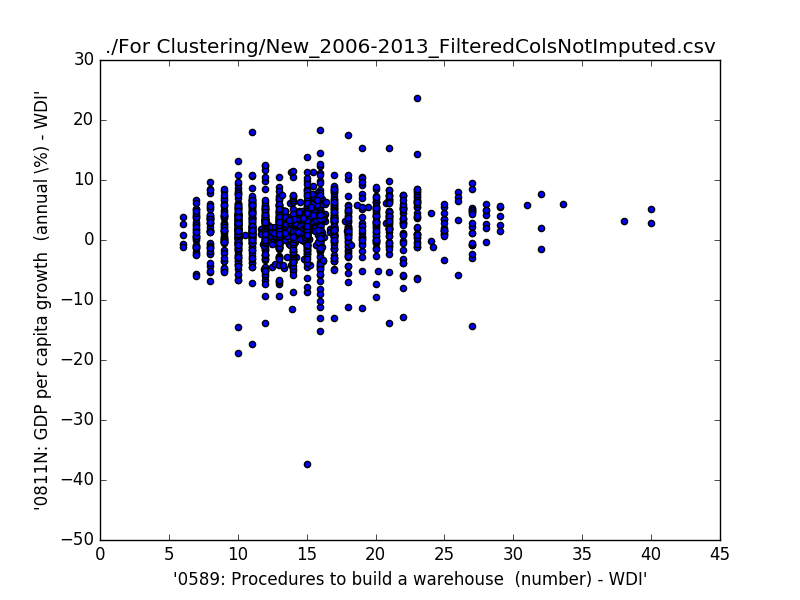 ./For Clustering/New_2006-2013_FilteredColsNotImputed.csv
30
20
10
0
−10
−20
−30
−40
−50
'0811N: GDP per capita growth  (annual \%) - WDI'
0 5 10 15 20 25 30 35 40 45
'0589: Procedures to build a warehouse  (number) - WDI'